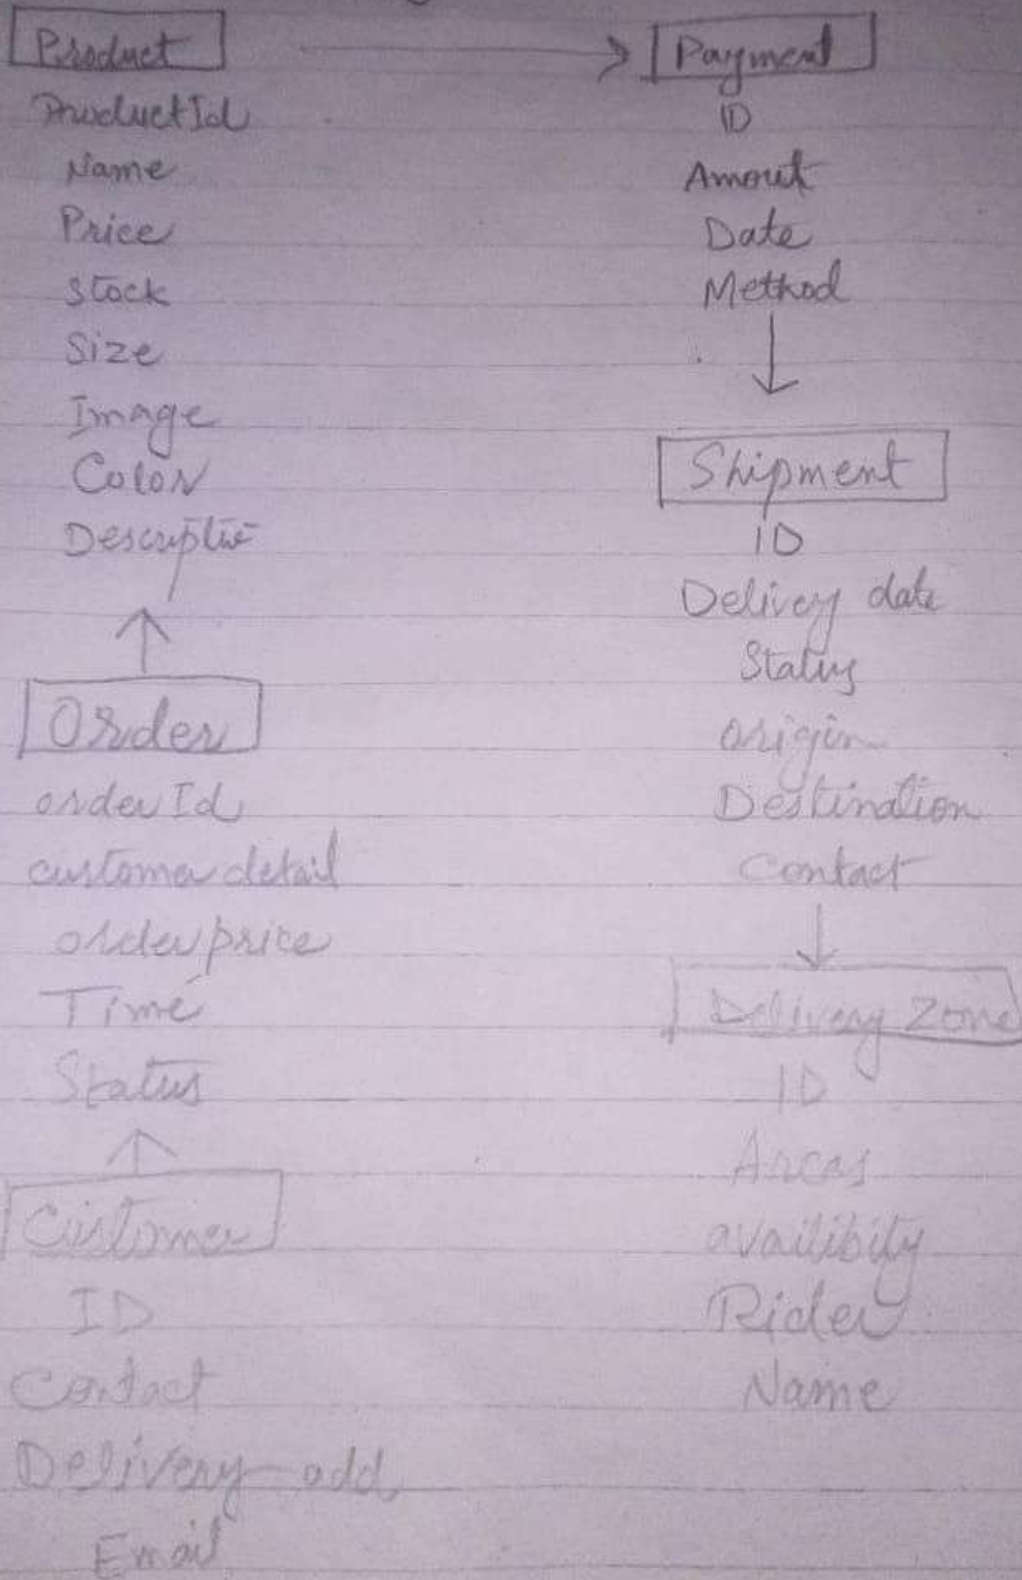 Product
ProductId
Name
Price
Stock
Size
Image
Color
Descriptio
Order
orderId
customer detail
order price
Time
Status
Customer
ID
Contact
Delivery add
Email
Payment
ID
Amout
Date
Method
Shipment
ID
Delivery date
Status
origin
Destination
Contact
Delivery Zone
ID
Areas
availibity
Rider
Name